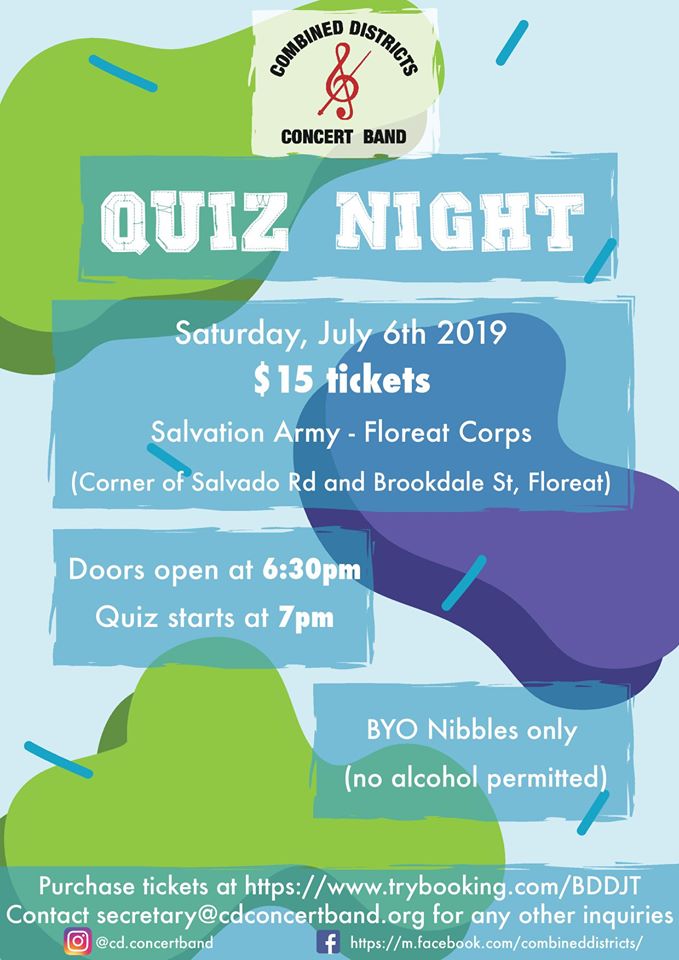 COMBINED DISTRICTS
CONCERT BAND
QUIZ NIGHT
Saturday, July 6th 2019
$15 tickets
Salvation Army - Floreat Corps
(Corner of Salvado Rd and Brookdale St, Floreat)
Doors open at 6:30pm
Quiz starts at 7pm
BYO Nibbles only
(no alcohol permitted)
Purchase tickets at https://www.trybooking.com/BDDJT
Contact secretary@cdconcertband.org for any other inquiries
@cd.concertband
https://m.facebook.com/combineddistricts/